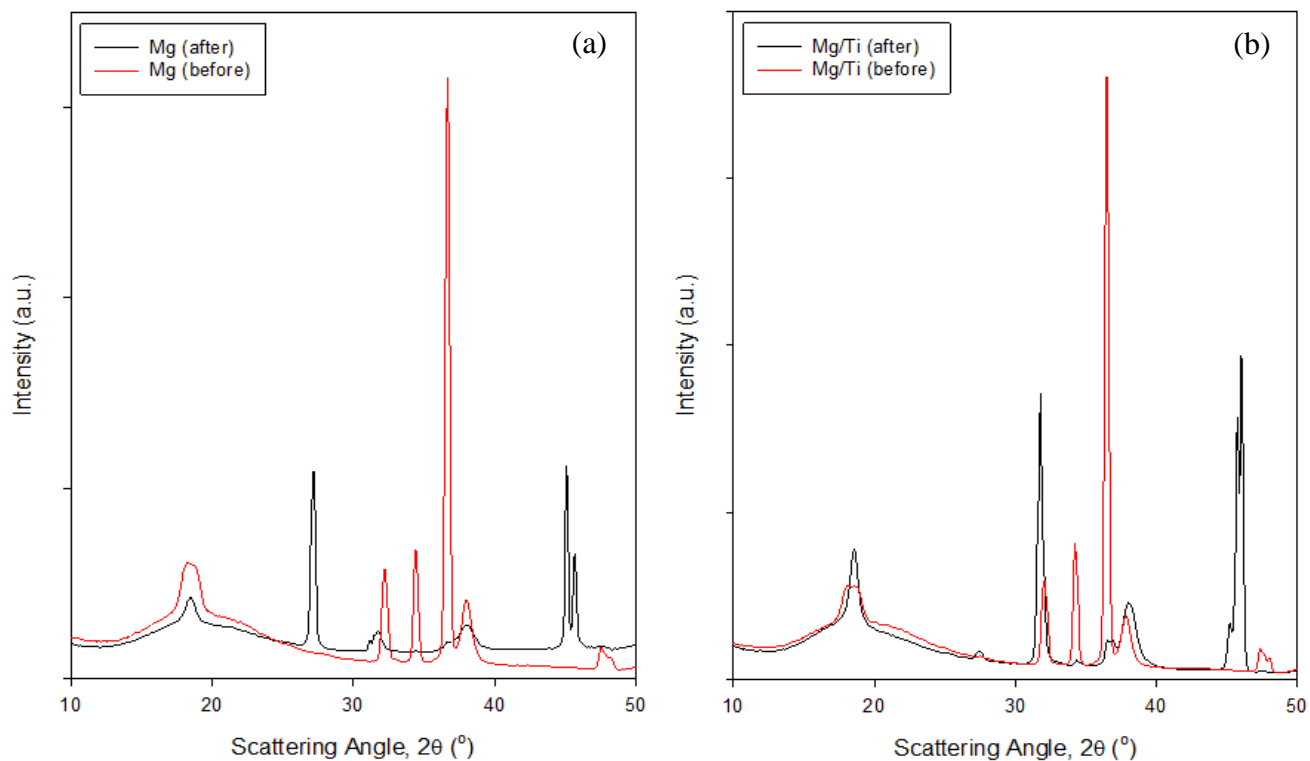 Mg (after)
Mg (before)
(a)
Intensity (a.u.)
10
20
30
40
50
Scattering Angle, 2θ (°)
Mg/Ti (after)
Mg/Ti (before)
(b)
Intensity (a.u.)
10
20
30
40
50
Scattering Angle, 2θ (°)